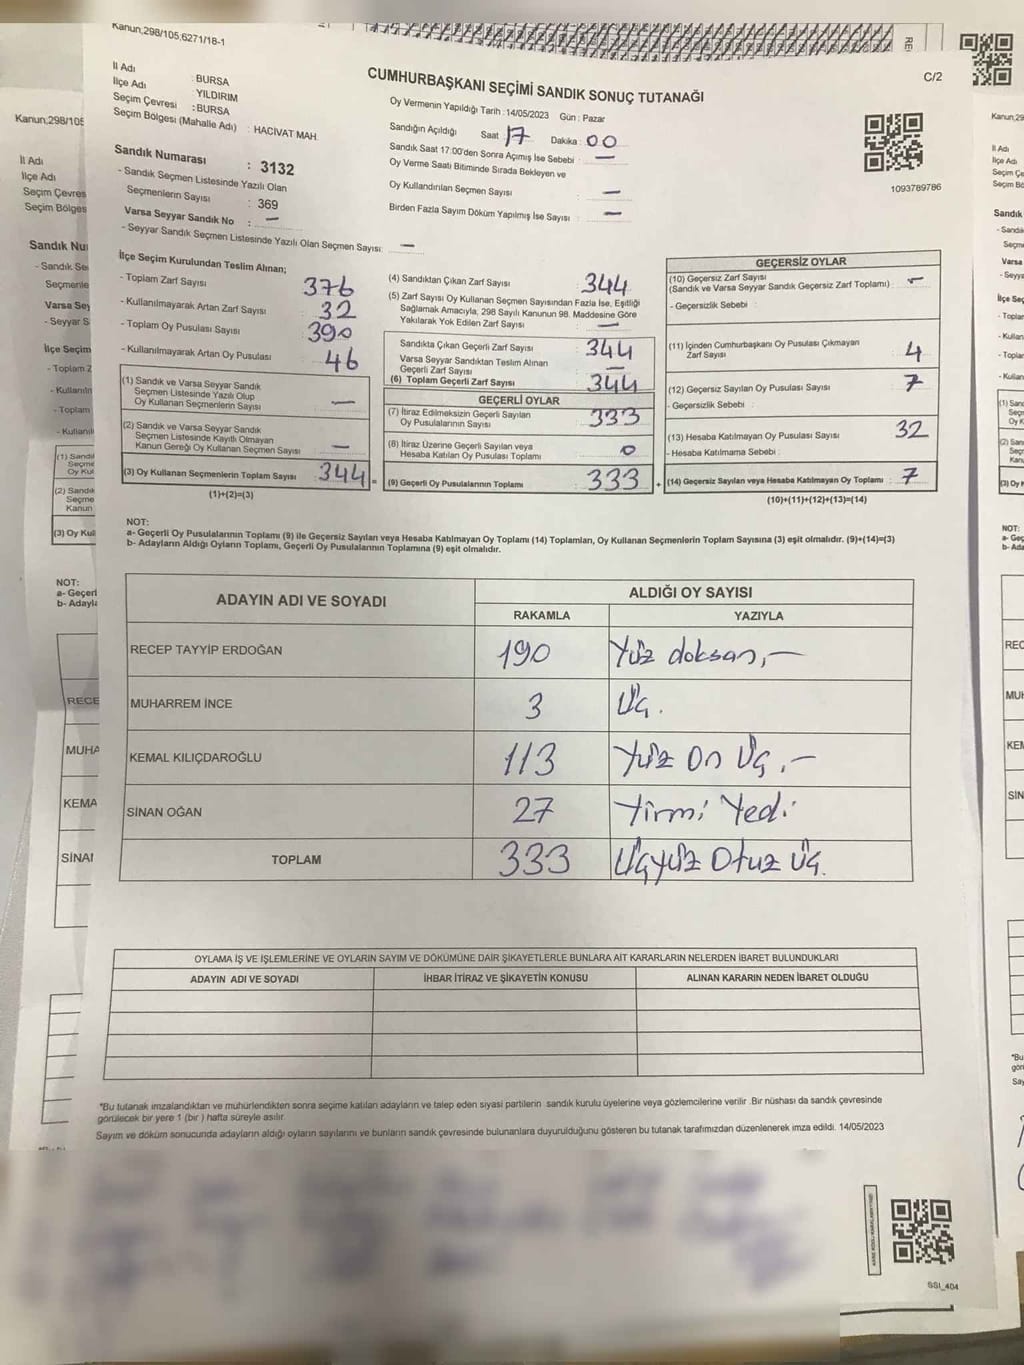 Kanun,298/105,6271/18-1
C/2
CUMHURBAŞKANI SEÇİMİ SANDIK SONUÇ TUTANAĞI
İl Adı : BURSA
İlçe Adı : YILDIRIM
Seçim Çevresi : BURSA
Seçim Bölgesi (Mahalle Adı) : HACİVAT MAH.
Oy Vermenin Yapıldığı Tarih : 14/05/2023 Gün : Pazar
Sandığın Açıldığı Saat 17 Dakika : 00
Sandık Saat 17:00'den Sonra Açımış İse Sebebi : —
Oy Verme Saati Bitiminde Sırada Bekleyen ve
Oy Kullandırılan Seçmen Sayısı : —
Birden Fazla Sayım Döküm Yapılmış İse Sayısı : —
1093789786
Sandık Numarası : 3132
- Sandık Seçmen Listesinde Yazılı Olan
Seçmenlerin Sayısı : 369
Varsa Seyyar Sandık No : —
- Seyyar Sandık Seçmen Listesinde Yazılı Olan Seçmen Sayısı: —
İlçe Seçim Kurulundan Teslim Alınan;
- Toplam Zarf Sayısı : 376
- Kullanılmayarak Artan Zarf Sayısı : 32
- Toplam Oy Pusulası Sayısı : 390
- Kullanılmayarak Artan Oy Pusulası : 46
(1) Sandık ve Varsa Seyyar Sandık
Seçmen Listesinde Yazılı Olup
Oy Kullanan Seçmenlerin Sayısı : —
(2) Sandık ve Varsa Seyyar Sandık
Seçmen Listesinde Kayıtlı Olmayan
Kanun Gereği Oy Kullanan Seçmen Sayısı : —
(3) Oy Kullanan Seçmenlerin Toplam Sayısı : 344 =
(1)+(2)=(3)
(4) Sandıktan Çıkan Zarf Sayısı : 344
(5) Zarf Sayısı Oy Kullanan Seçmen Sayısından Fazla İse, Eşitliği
Sağlamak Amacıyla, 298 Sayılı Kanunun 98. Maddesine Göre
Yakılarak Yok Edilen Zarf Sayısı : —
Sandıkta Çıkan Geçerli Zarf Sayısı : 344
Varsa Seyyar Sandıktan Teslim Alınan
Geçerli Zarf Sayısı : —
(6) Toplam Geçerli Zarf Sayısı : 344
GEÇERLİ OYLAR
(7) İtiraz Edilmeksizin Geçerli Sayılan
Oy Pusulalarının Sayısı : 333
(8) İtiraz Üzerine Geçerli Sayılan veya
Hesaba Katılan Oy Pusulası Toplamı : 0
(9) Geçerli Oy Pusulalarının Toplamı : 333 +
GEÇERSİZ OYLAR
(10) Geçersiz Zarf Sayısı
(Sandık ve Varsa Seyyar Sandık Geçersiz Zarf Toplamı) : -
- Geçersizlik Sebebi :
(11) İçinden Cumhurbaşkanı Oy Pusulası Çıkmayan
Zarf Sayısı : 4
(12) Geçersiz Sayılan Oy Pusulası Sayısı : 7
- Geçersizlik Sebebi :
(13) Hesaba Katılmayan Oy Pusulası Sayısı : 32
- Hesaba Katılmama Sebebi :
(14) Geçersiz Sayılan veya Hesaba Katılmayan Oy Toplamı : 7
(10)+(11)+(12)+(13)=(14)
NOT:
a- Geçerli Oy Pusulalarının Toplamı (9) ile Geçersiz Sayılan veya Hesaba Katılmayan Oy Toplamı (14) Toplamları, Oy Kullanan Seçmenlerin Toplam Sayısına (3) eşit olmalıdır. (9)+(14)=(3)
b- Adayların Aldığı Oyların Toplamı, Geçerli Oy Pusulalarının Toplamına (9) eşit olmalıdır.
ADAYIN ADI VE SOYADI
ALDIĞI OY SAYISI
RAKAMLA YAZIYLA
RECEP TAYYİP ERDOĞAN 190 Yüz doksan,—
MUHARREM İNCE 3 Üç.
KEMAL KILIÇDAROĞLU 113 Yüz On Üç.—
SİNAN OĞAN 27 Yirmi Yedi
TOPLAM 333 Üçyüz Otuz Üç.
OYLAMA İŞ VE İŞLEMLERİNE VE OYLARIN SAYIM VE DÖKÜMÜNE DAİR ŞİKAYETLERLE BUNLARA AİT KARARLARIN NELERDEN İBARET BULUNDUKLARI
ADAYIN ADI VE SOYADI İHBAR İTİRAZ VE ŞİKAYETİN KONUSU ALINAN KARARIN NEDEN İBARET OLDUĞU
*Bu tutanak imzalandıktan ve mühürlendikten sonra seçime katılan adayların ve talep eden siyasi partilerin sandık kurulu üyelerine veya gözlemcilerine verilir .Bir nüshası da sandık çevresinde
görülecek bir yere 1 (bir ) hafta süreyle asılır.
Sayım ve döküm sonucunda adayların aldığı oyların sayılarını ve bunların sandık çevresinde bulunanlara duyurulduğunu gösteren bu tutanak tarafımızdan düzenlenerek imza edildi. 14/05/2023
SSI_404